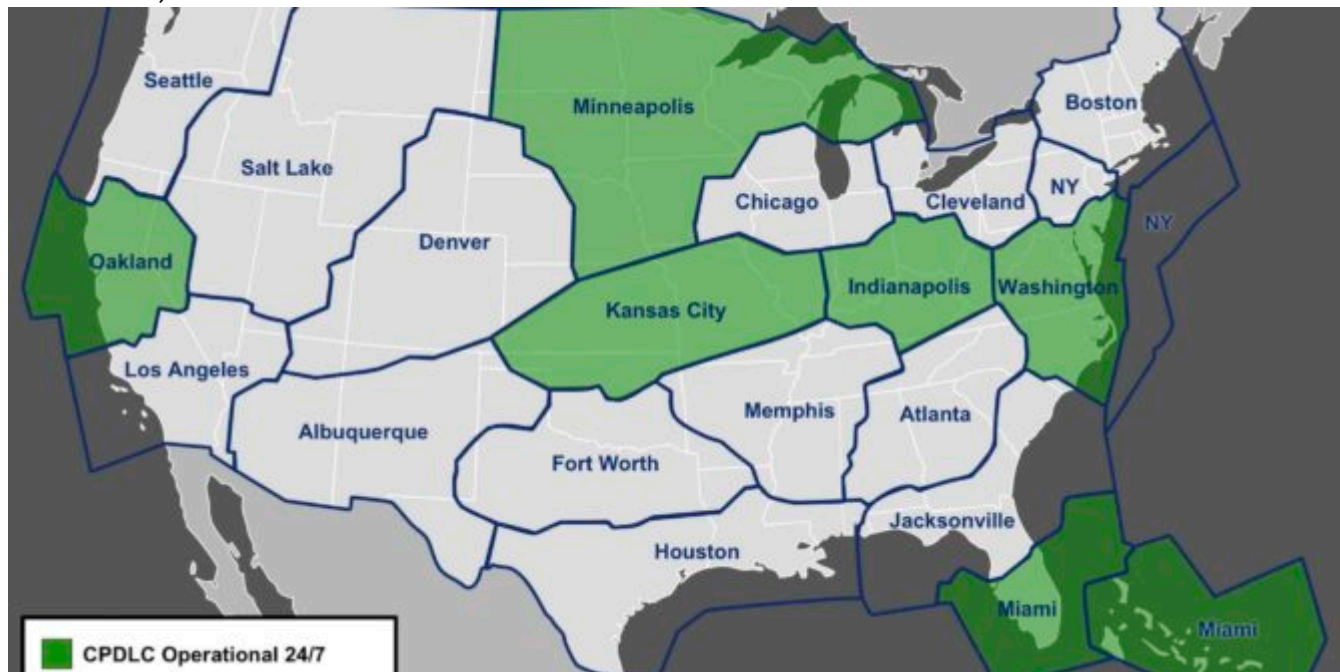 Seattle
Minneapolis
Boston
Salt Lake
Chicago
Cleveland
NY
NY
Denver
Oakland
Kansas City
Indianapolis
Washington
Los Angeles
Albuquerque
Memphis
Atlanta
Fort Worth
Jacksonville
Houston
Miami
Miami
CPDLC Operational 24/7